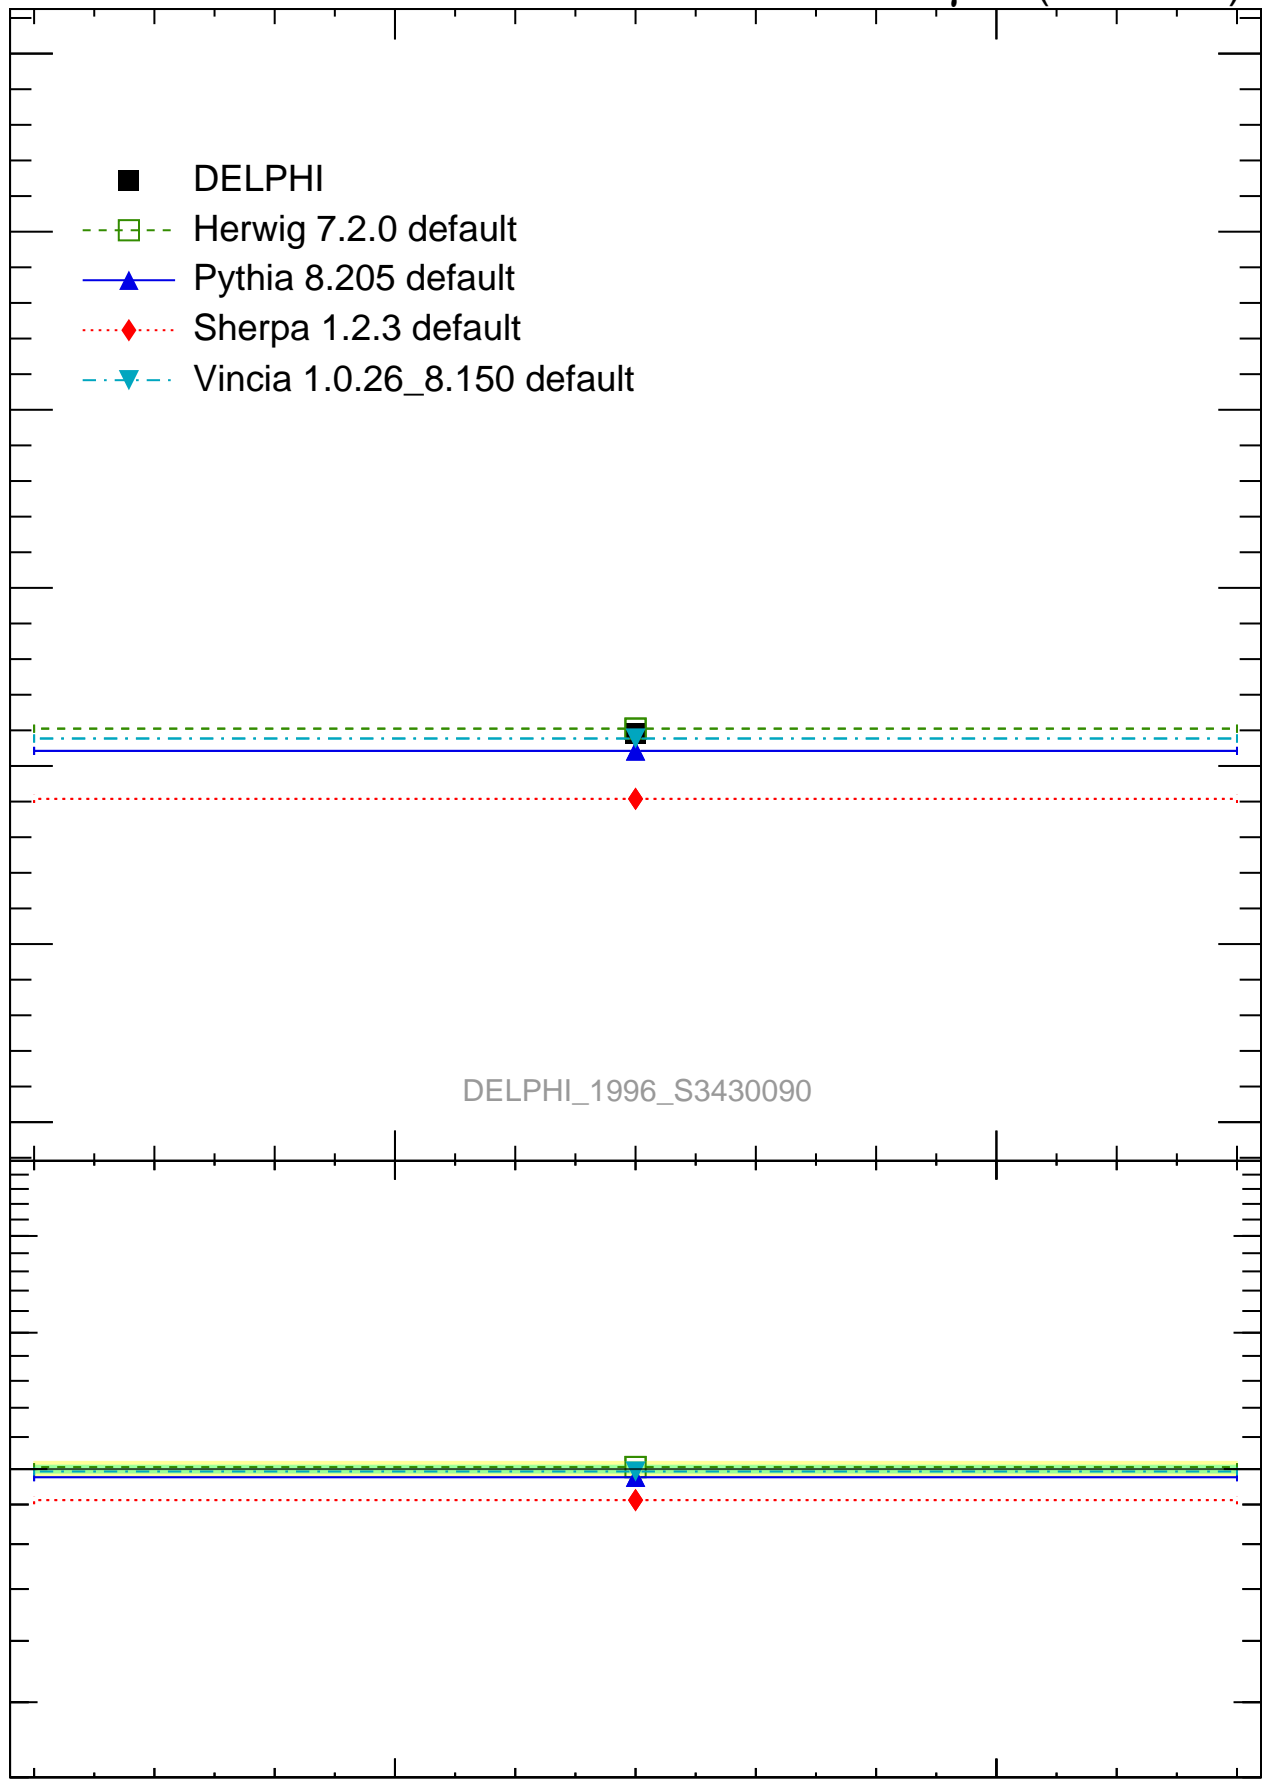 DELPHI
Herwig 7.2.0 default
Pythia 8.205 default
Sherpa 1.2.3 default
Vincia 1.0.26_8.150 default
DELPHI_1996_S3430090